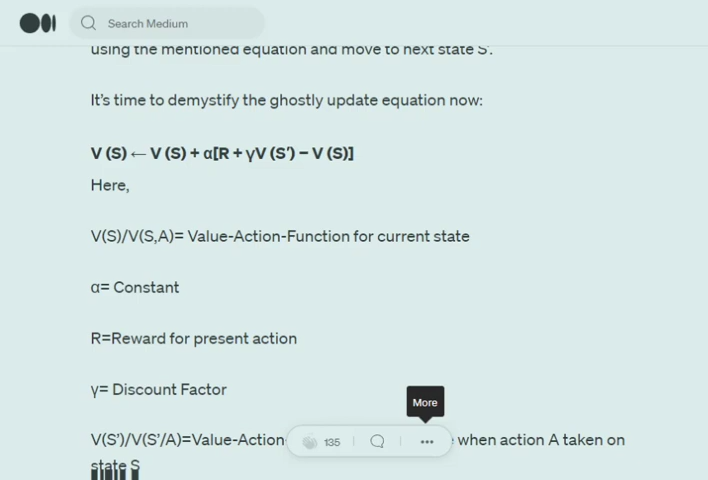 Search Medium
using the mentioned equation and move to next state S'.
It's time to demystify the ghostly update equation now:
V (S) ← V (S) + α[R + γV (S′) − V (S)]
Here,
V(S)/V(S,A)= Value-Action-Function for current state
α= Constant
R=Reward for present action
γ= Discount Factor
More
V(S')/V(S'/A)=Value-Action- when action A taken on
135
state S